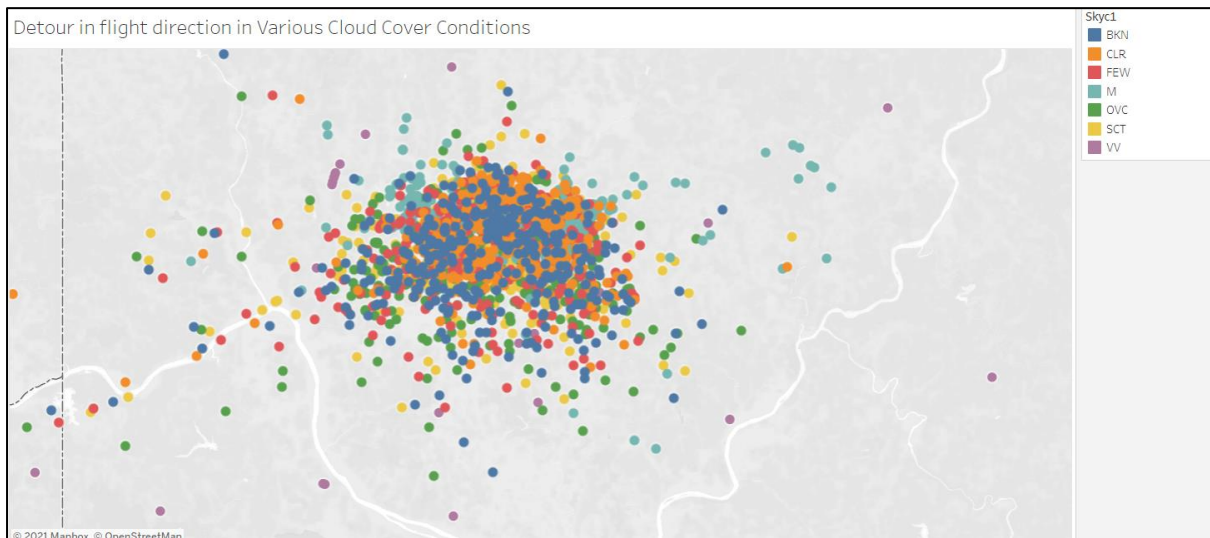 Detour in flight direction in Various Cloud Cover Conditions
Skyc1
BKN
CLR
FEW
M
OVC
SCT
VV
© 2021 Mapbox © OpenStreetMap